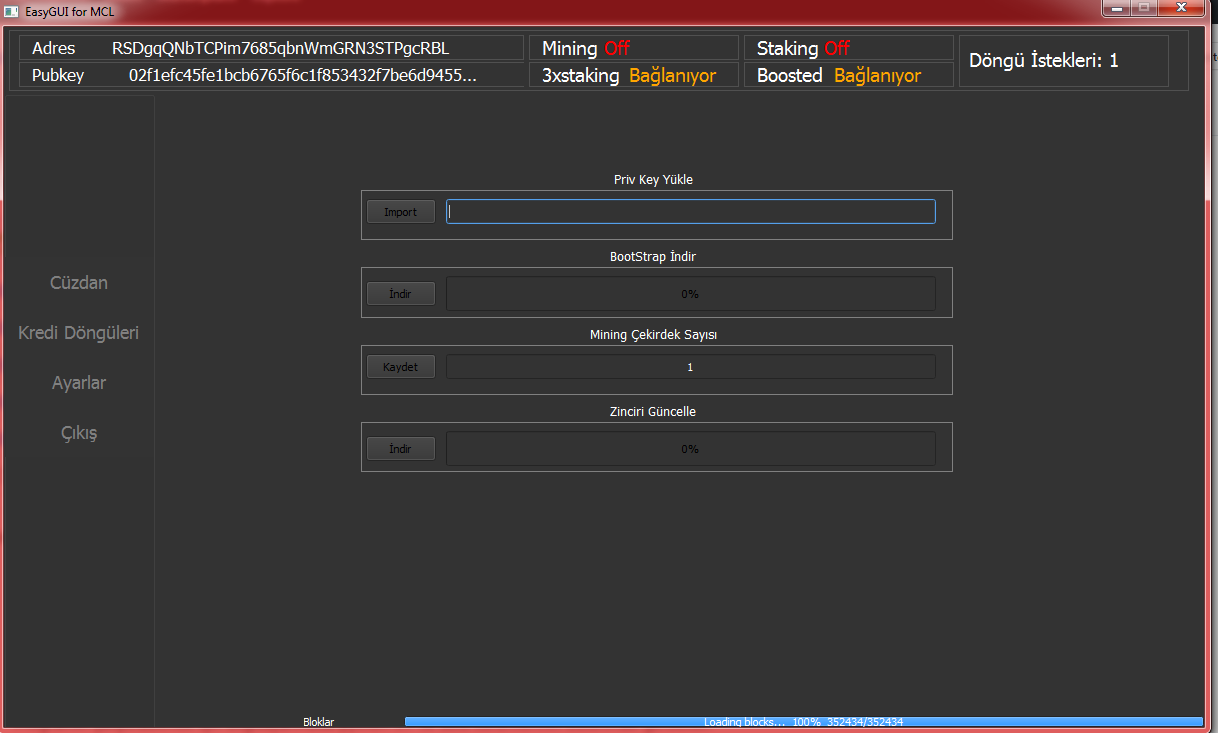 EasyGUI for MCL
Adres RSDgqQNbTCPim7685qbnWmGRN3STPgcRBL
Mining Off
Staking Off
Döngü İstekleri: 1
Pubkey 02f1efc45fe1bcb6765f6c1f853432f7be6d9455...
3xstaking Bağlanıyor
Boosted Bağlanıyor
Cüzdan
Kredi Döngüleri
Ayarlar
Çıkış
Priv Key Yükle
Import
BootStrap İndir
İndir 0%
Mining Çekirdek Sayısı
Kaydet 1
Zinciri Güncelle
İndir 0%
Bloklar Loading blocks... 100% 352434/352434